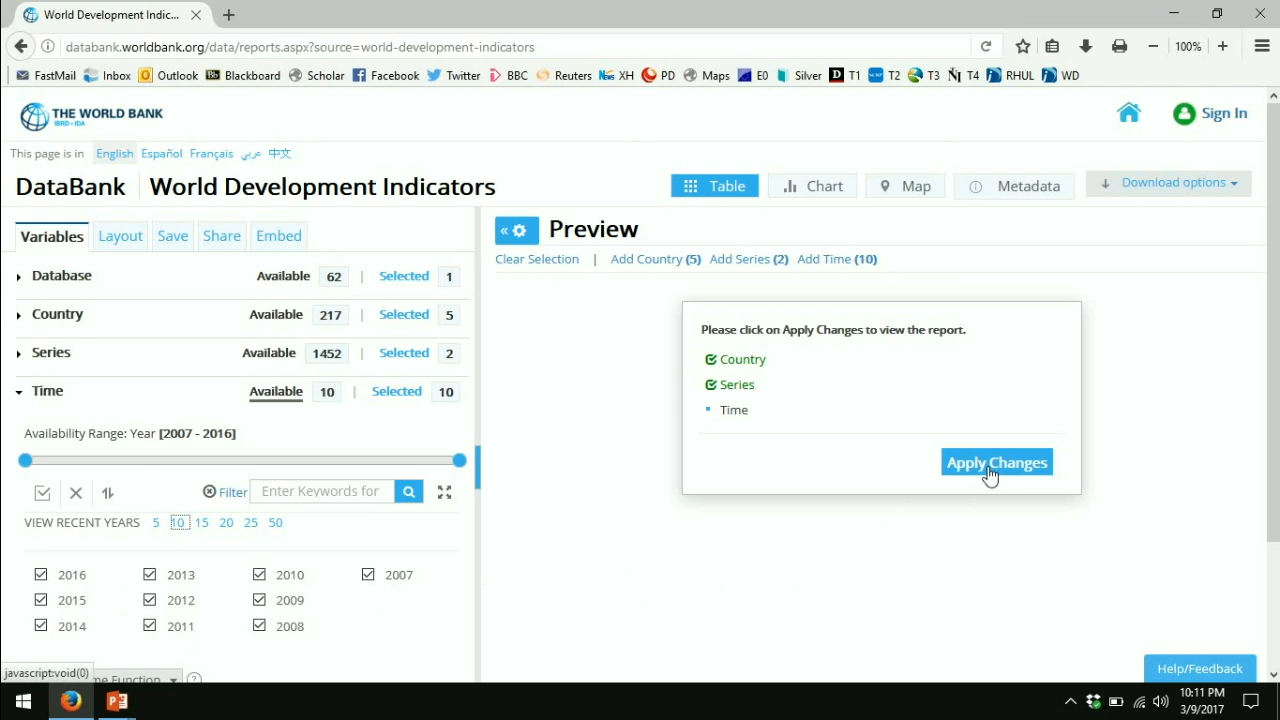 World Development Indic...
databank.worldbank.org/data/reports.aspx?source=world-development-indicators
100%
FastMail Inbox Outlook Bb Blackboard Scholar Facebook Twitter BBC Reuters XH PD Maps E0 Silver D T1 T2 T3 T4 RHUL WD
THE WORLD BANK
IBRD • IDA
Sign In
This page is in English Español Français عربي 中文
DataBank World Development Indicators
Table Chart Map Metadata Download options
Variables Layout Save Share Embed
« Preview
Clear Selection | Add Country (5) Add Series (2) Add Time (10)
Database Available 62 | Selected 1
Country Available 217 | Selected 5
Series Available 1452 | Selected 2
Time Available 10 | Selected 10
Please click on Apply Changes to view the report.
Country
Series
Time
Apply Changes
Availability Range: Year [2007 - 2016]
Filter Enter Keywords for
VIEW RECENT YEARS 5 10 15 20 25 50
2016 2013 2010 2007
2015 2012 2009
2014 2011 2008
javascript:void(0)
me Function
Help/Feedback
10:11 PM
3/9/2017